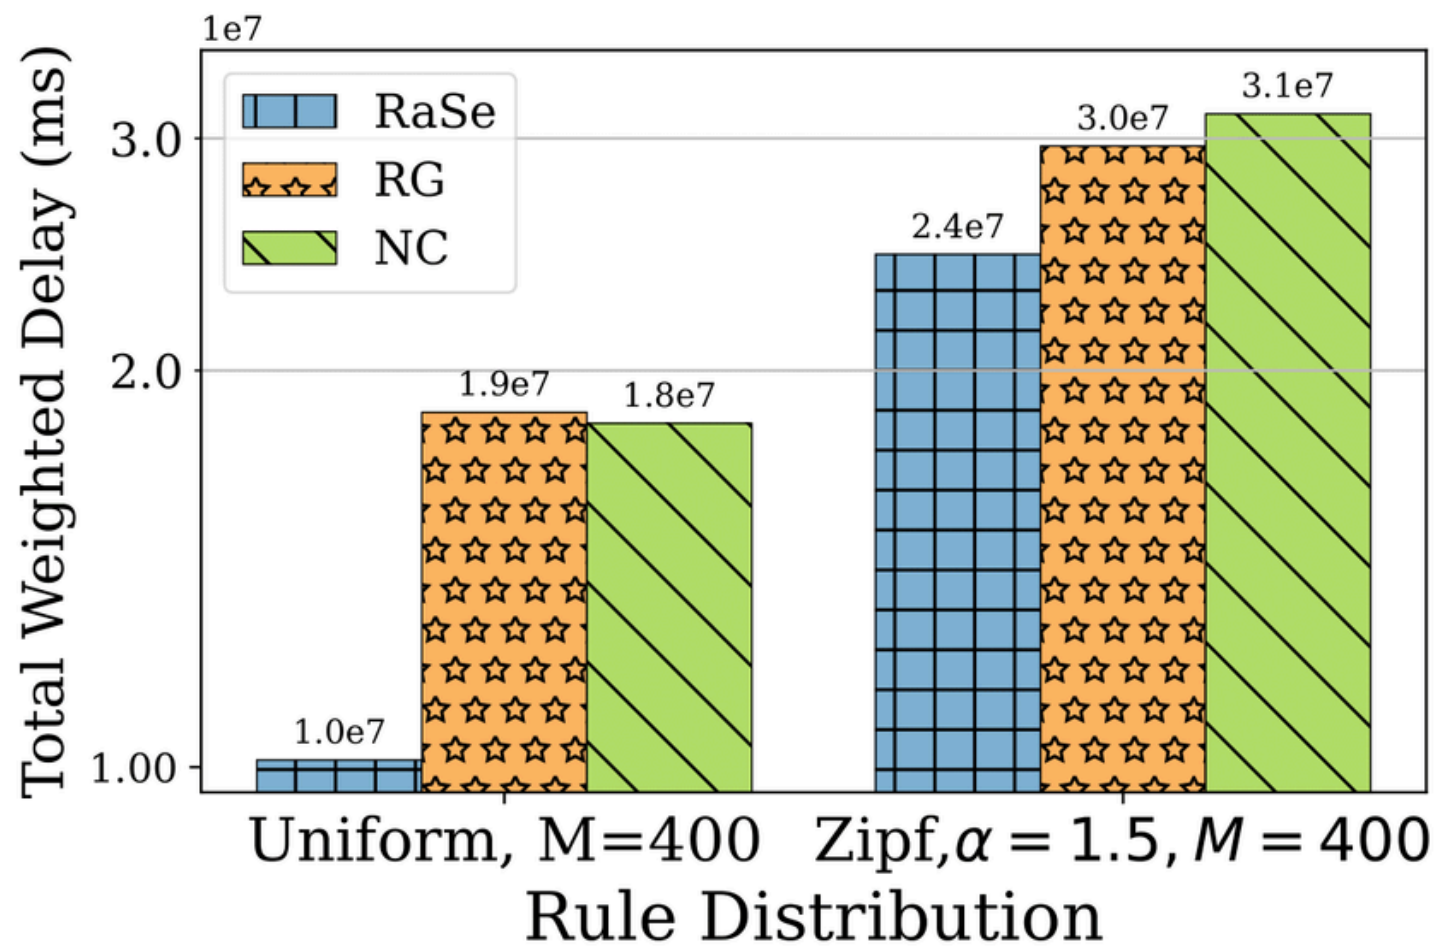 1e7
Total Weighted Delay (ms)
3.0
2.0
1.00
RaSe
RG
NC
1.0e7
1.9e7
1.8e7
2.4e7
3.0e7
3.1e7
Uniform, M=400
Zipf,α = 1.5, M = 400
Rule Distribution